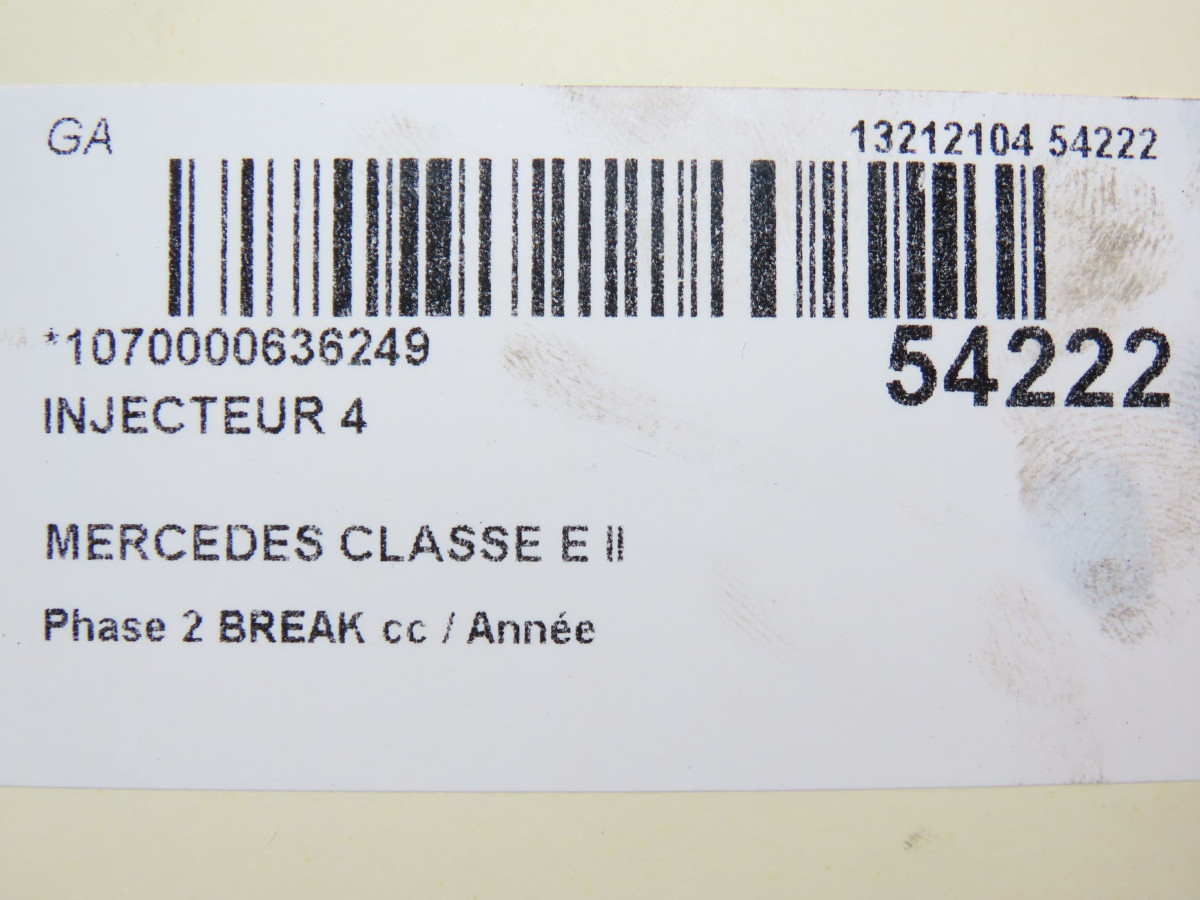 GA
13212104 54222
*1070000636249
54222
INJECTEUR 4
MERCEDES CLASSE E II
Phase 2 BREAK cc / Année